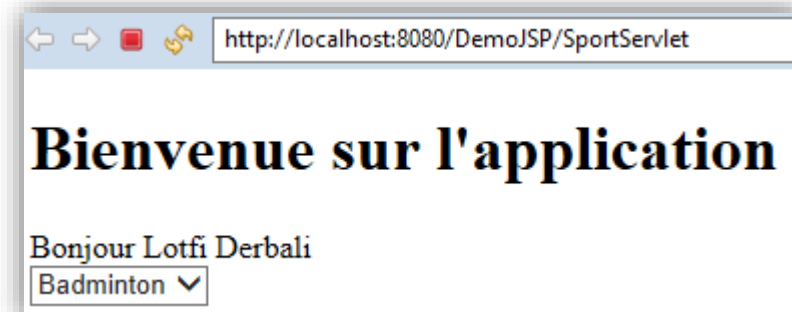 http://localhost:8080/DemoJSP/SportServlet
Bienvenue sur l'application
Bonjour Lotfi Derbali
Badminton